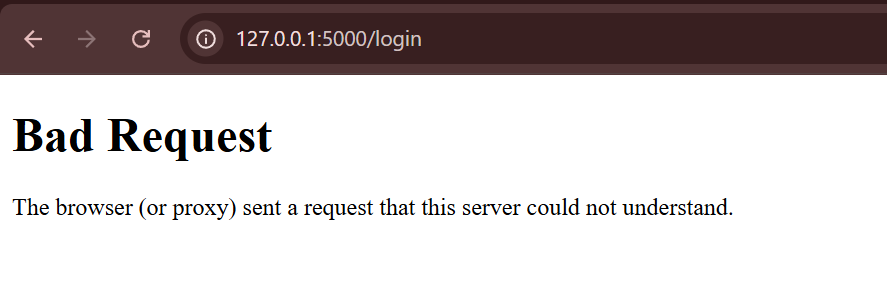 127.0.0.1:5000/login
Bad Request
The browser (or proxy) sent a request that this server could not understand.